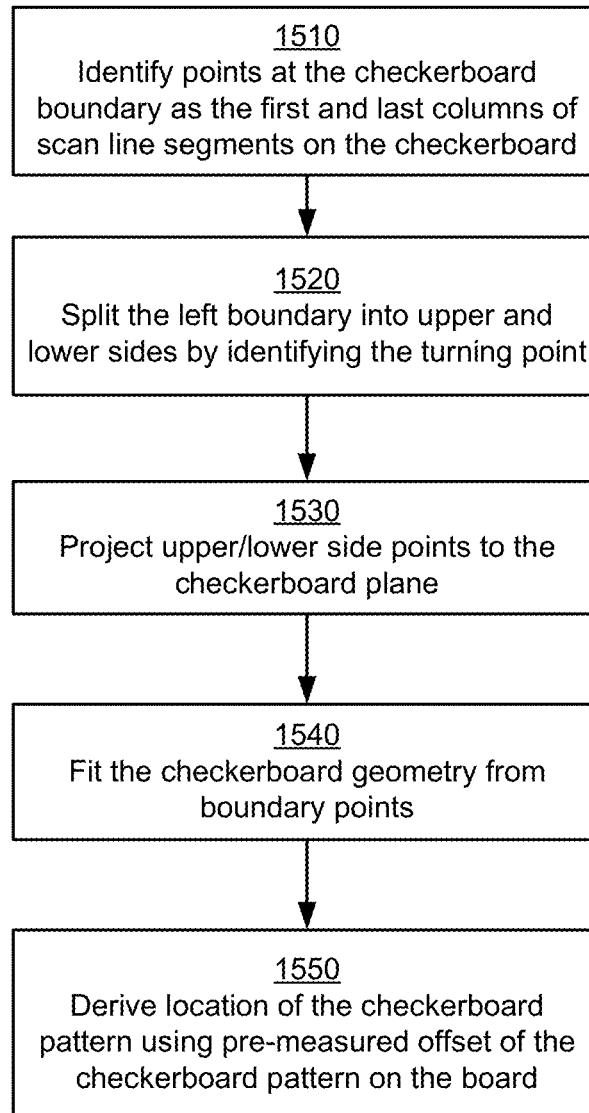 1510
Identify points at the checkerboard
boundary as the first and last columns of
scan line segments on the checkerboard
1520
Split the left boundary into upper and
lower sides by identifying the turning point
1530
Project upper/lower side points to the
checkerboard plane
1540
Fit the checkerboard geometry from
boundary points
1550
Derive location of the checkerboard
pattern using pre-measured offset of the
checkerboard pattern on the board